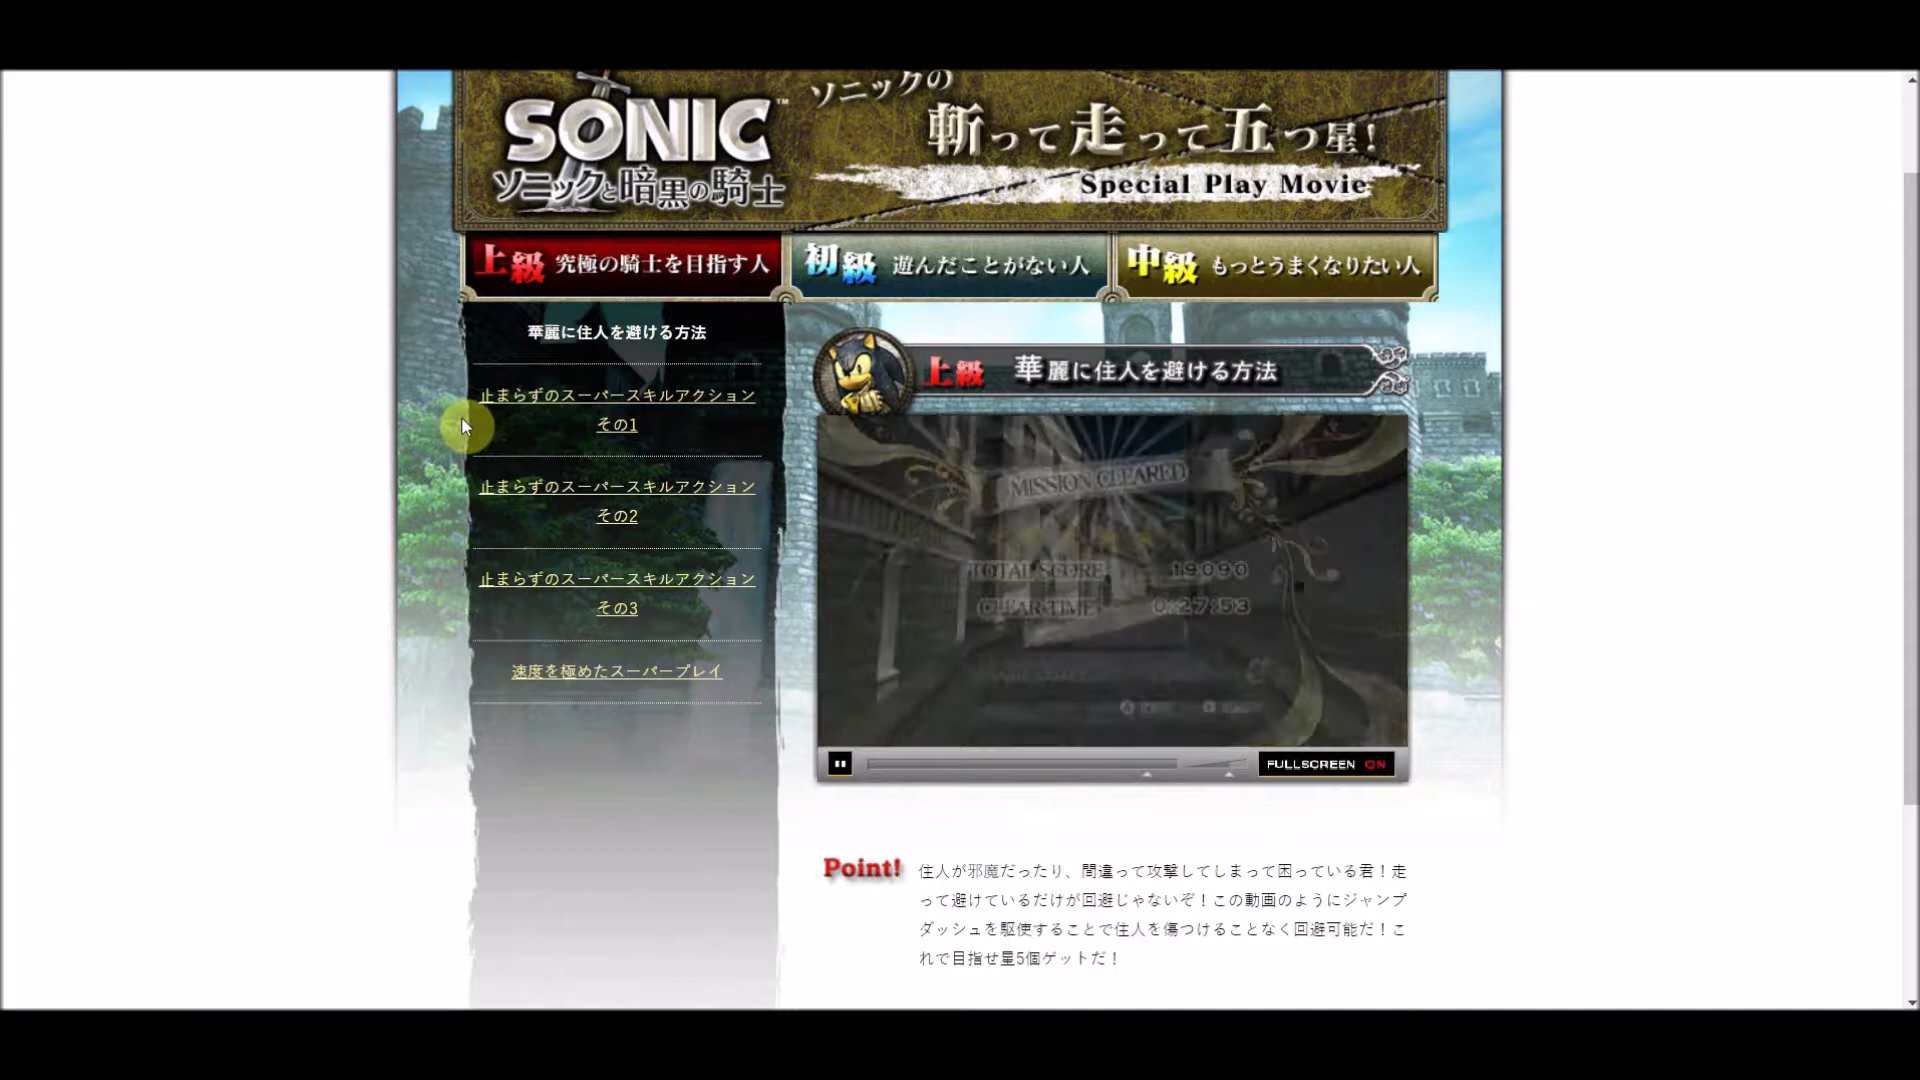 SONIC™
ソニックと暗黒の騎士
ソニックの
斬って走って五つ星!
Special Play Movie
上級 究極の騎士を目指す人
初級 遊んだことがない人
中級 もっとうまくなりたい人
華麗に住人を避ける方法
止まらずのスーパースキルアクション
その1
止まらずのスーパースキルアクション
その2
止まらずのスーパースキルアクション
その3
速度を極めたスーパープレイ
上級 華麗に住人を避ける方法
MISSION CLEARED
TOTAL SCORE 19090
CLEAR TIME 0:27:53
FULLSCREEN ON
Point!
住人が邪魔だったり、間違って攻撃してしまって困っている君！走
って避けているだけが回避じゃないぞ！この動画のようにジャンプ
ダッシュを駆使することで住人を傷つけることなく回避可能だ！こ
れで目指せ星5個ゲットだ！